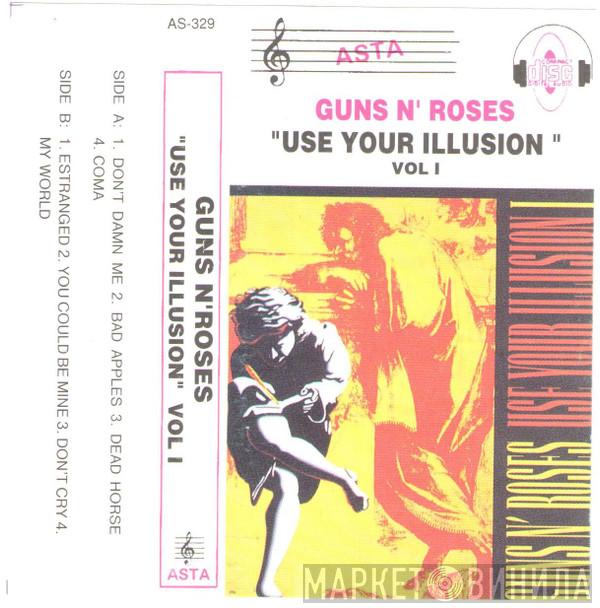 AS-329
ASTA
COMPACT
disc
GUNS N' ROSES
"USE YOUR ILLUSION "
VOL I
SIDE A: 1. DON'T DAMN ME 2. BAD APPLES 3. DEAD HORSE
4. COMA
SIDE B: 1. ESTRANGED 2. YOU COULD BE MINE 3. DON'T CRY 4.
MY WORLD
GUNS N'ROSES
"USE YOUR ILLUSION" VOL I
ASTA
USE YOUR ILLUSION I
NS N' ROSES
МАРКЕТ ВИНИЛА